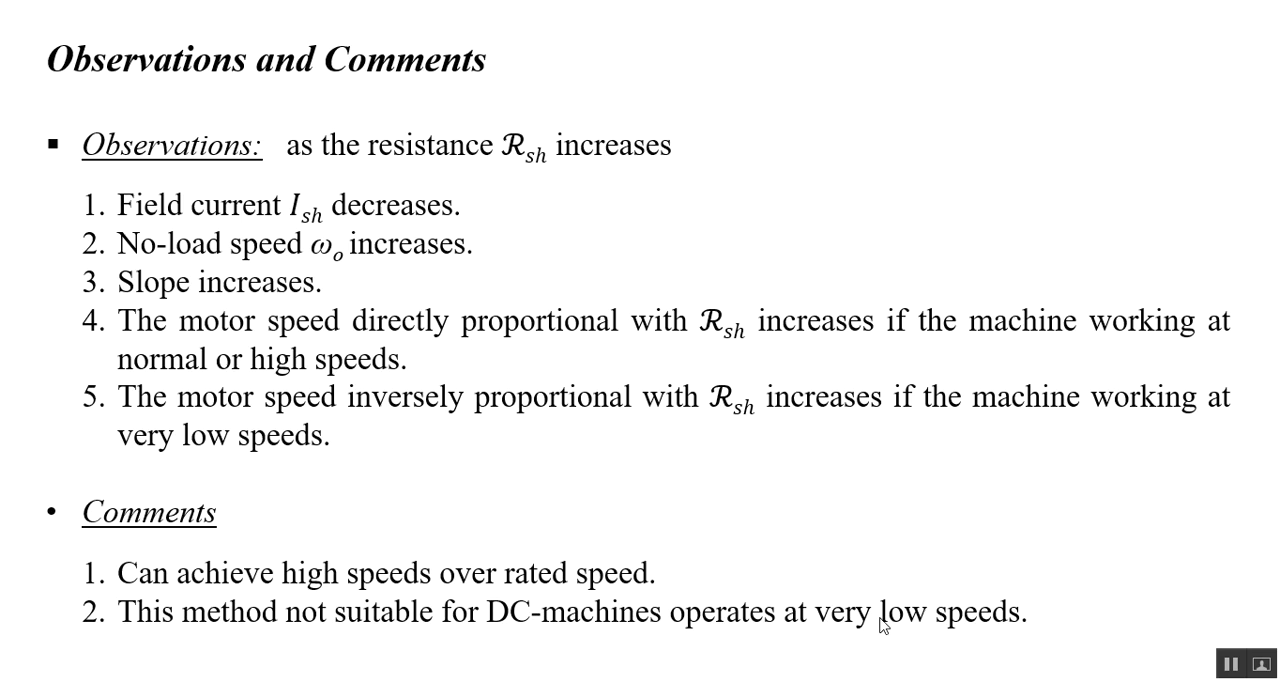 Observations and Comments
▪ Observations: as the resistance ℛsh increases
1. Field current Ish decreases.
2. No-load speed ωo increases.
3. Slope increases.
4. The motor speed directly proportional with ℛsh increases if the machine working at
normal or high speeds.
5. The motor speed inversely proportional with ℛsh increases if the machine working at
very low speeds.
• Comments
1. Can achieve high speeds over rated speed.
2. This method not suitable for DC-machines operates at very low speeds.